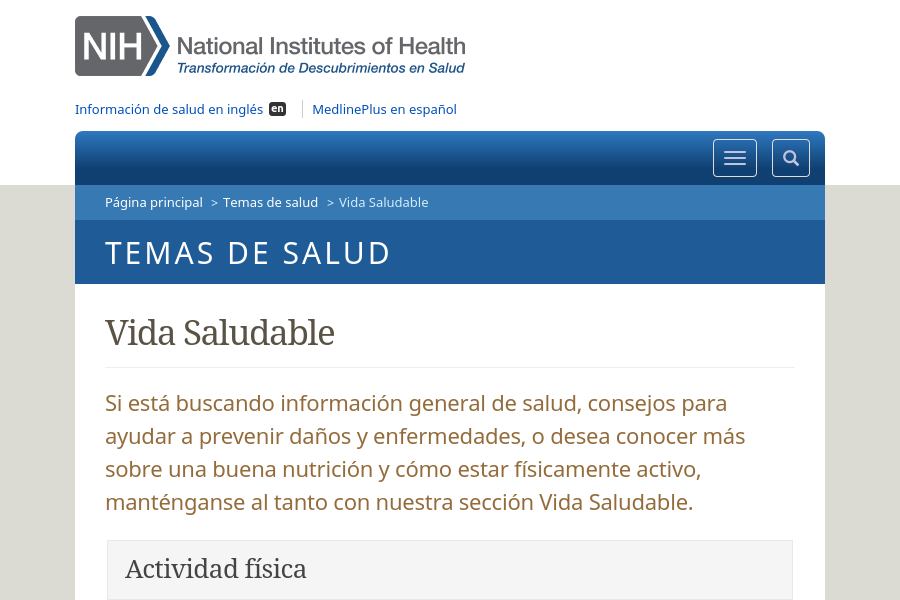 NIH National Institutes of Health
Transformación de Descubrimientos en Salud
Información de salud en inglés en | MedlinePlus en español
Página principal > Temas de salud > Vida Saludable
TEMAS DE SALUD
Vida Saludable
Si está buscando información general de salud, consejos para
ayudar a prevenir daños y enfermedades, o desea conocer más
sobre una buena nutrición y cómo estar físicamente activo,
manténganse al tanto con nuestra sección Vida Saludable.
Actividad física